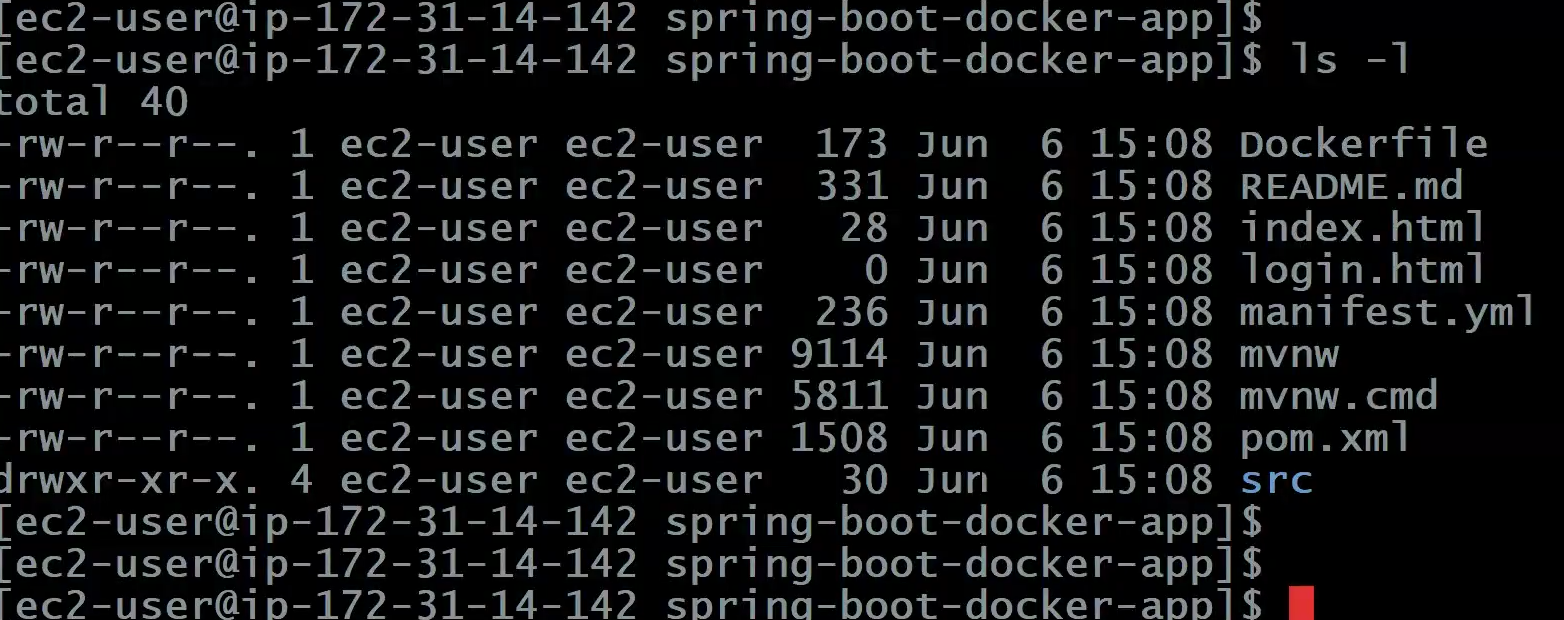 [ec2-user@ip-172-31-14-142 spring-boot-docker-app]$
[ec2-user@ip-172-31-14-142 spring-boot-docker-app]$ ls -l
total 40
-rw-r--r--. 1 ec2-user ec2-user  173 Jun  6 15:08 Dockerfile
-rw-r--r--. 1 ec2-user ec2-user  331 Jun  6 15:08 README.md
-rw-r--r--. 1 ec2-user ec2-user   28 Jun  6 15:08 index.html
-rw-r--r--. 1 ec2-user ec2-user    0 Jun  6 15:08 login.html
-rw-r--r--. 1 ec2-user ec2-user  236 Jun  6 15:08 manifest.yml
-rw-r--r--. 1 ec2-user ec2-user 9114 Jun  6 15:08 mvnw
-rw-r--r--. 1 ec2-user ec2-user 5811 Jun  6 15:08 mvnw.cmd
-rw-r--r--. 1 ec2-user ec2-user 1508 Jun  6 15:08 pom.xml
drwxr-xr-x. 4 ec2-user ec2-user   30 Jun  6 15:08 src
[ec2-user@ip-172-31-14-142 spring-boot-docker-app]$
[ec2-user@ip-172-31-14-142 spring-boot-docker-app]$
[ec2-user@ip-172-31-14-142 spring-boot-docker-app]$